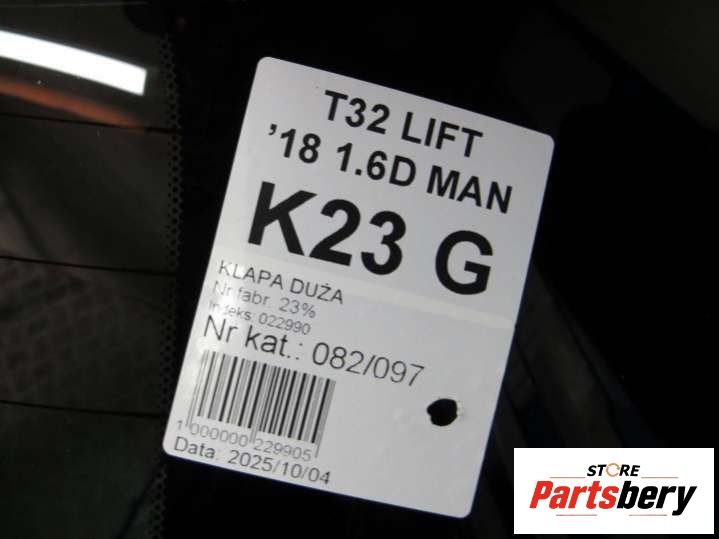 T32 LIFT
'18 1.6D MAN
K23 G
KLAPA DUŻA
Nr fabr. 23%
Indeks: 022990
Nr kat.: 082/097
1 000000 229905
Data: 2025/10/04
STORE
Partsbery